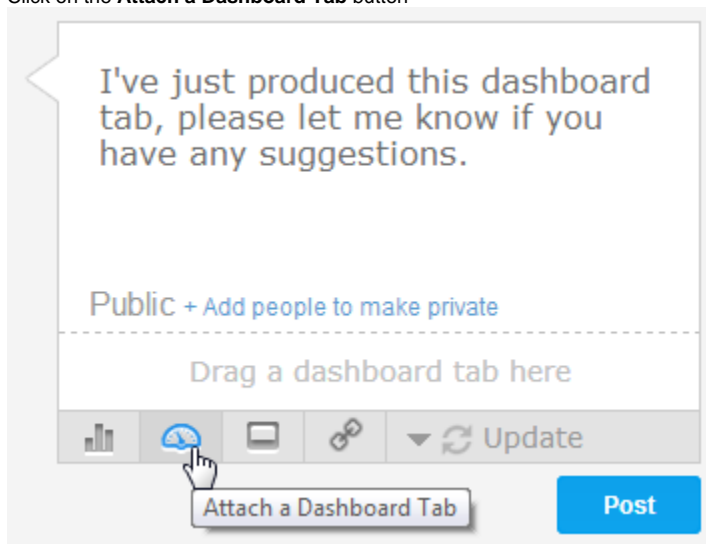 Click on the Attach a Dashboard Tab button
I've just produced this dashboard
tab, please let me know if you
have any suggestions.
Public + Add people to make private
Drag a dashboard tab here
Update
Attach a Dashboard Tab
Post